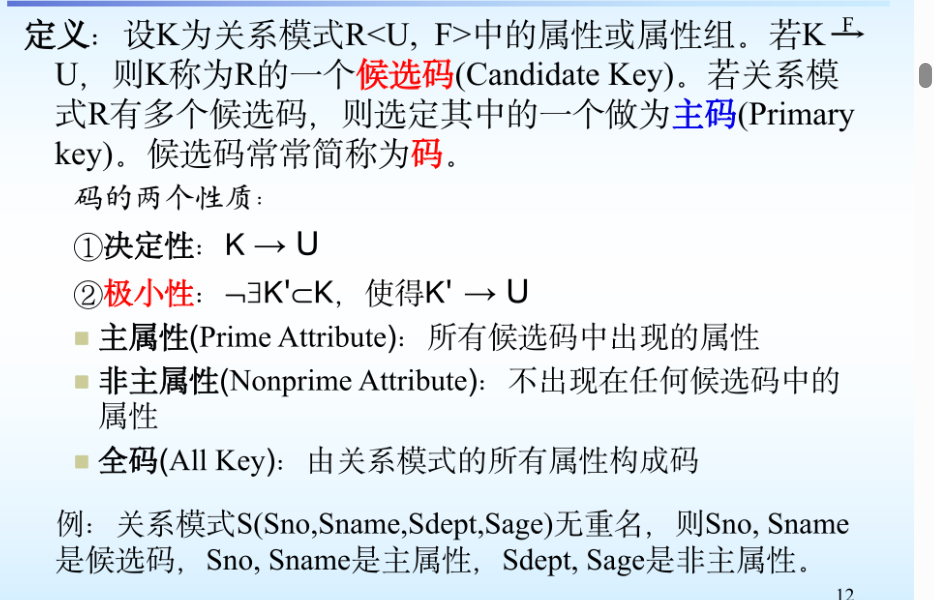 定义：设K为关系模式R<U, F>中的属性或属性组。若K F→
U，则K称为R的一个候选码(Candidate Key)。若关系模
式R有多个候选码，则选定其中的一个做为主码(Primary
key)。候选码常常简称为码。
码的两个性质：
①决定性：K → U
②极小性：¬∃K'⊂K，使得K' → U
■ 主属性(Prime Attribute)：所有候选码中出现的属性
■ 非主属性(Nonprime Attribute)：不出现在任何候选码中的
属性
■ 全码(All Key)：由关系模式的所有属性构成码
例：关系模式S(Sno,Sname,Sdept,Sage)无重名，则Sno, Sname
是候选码，Sno, Sname是主属性，Sdept, Sage是非主属性。
12